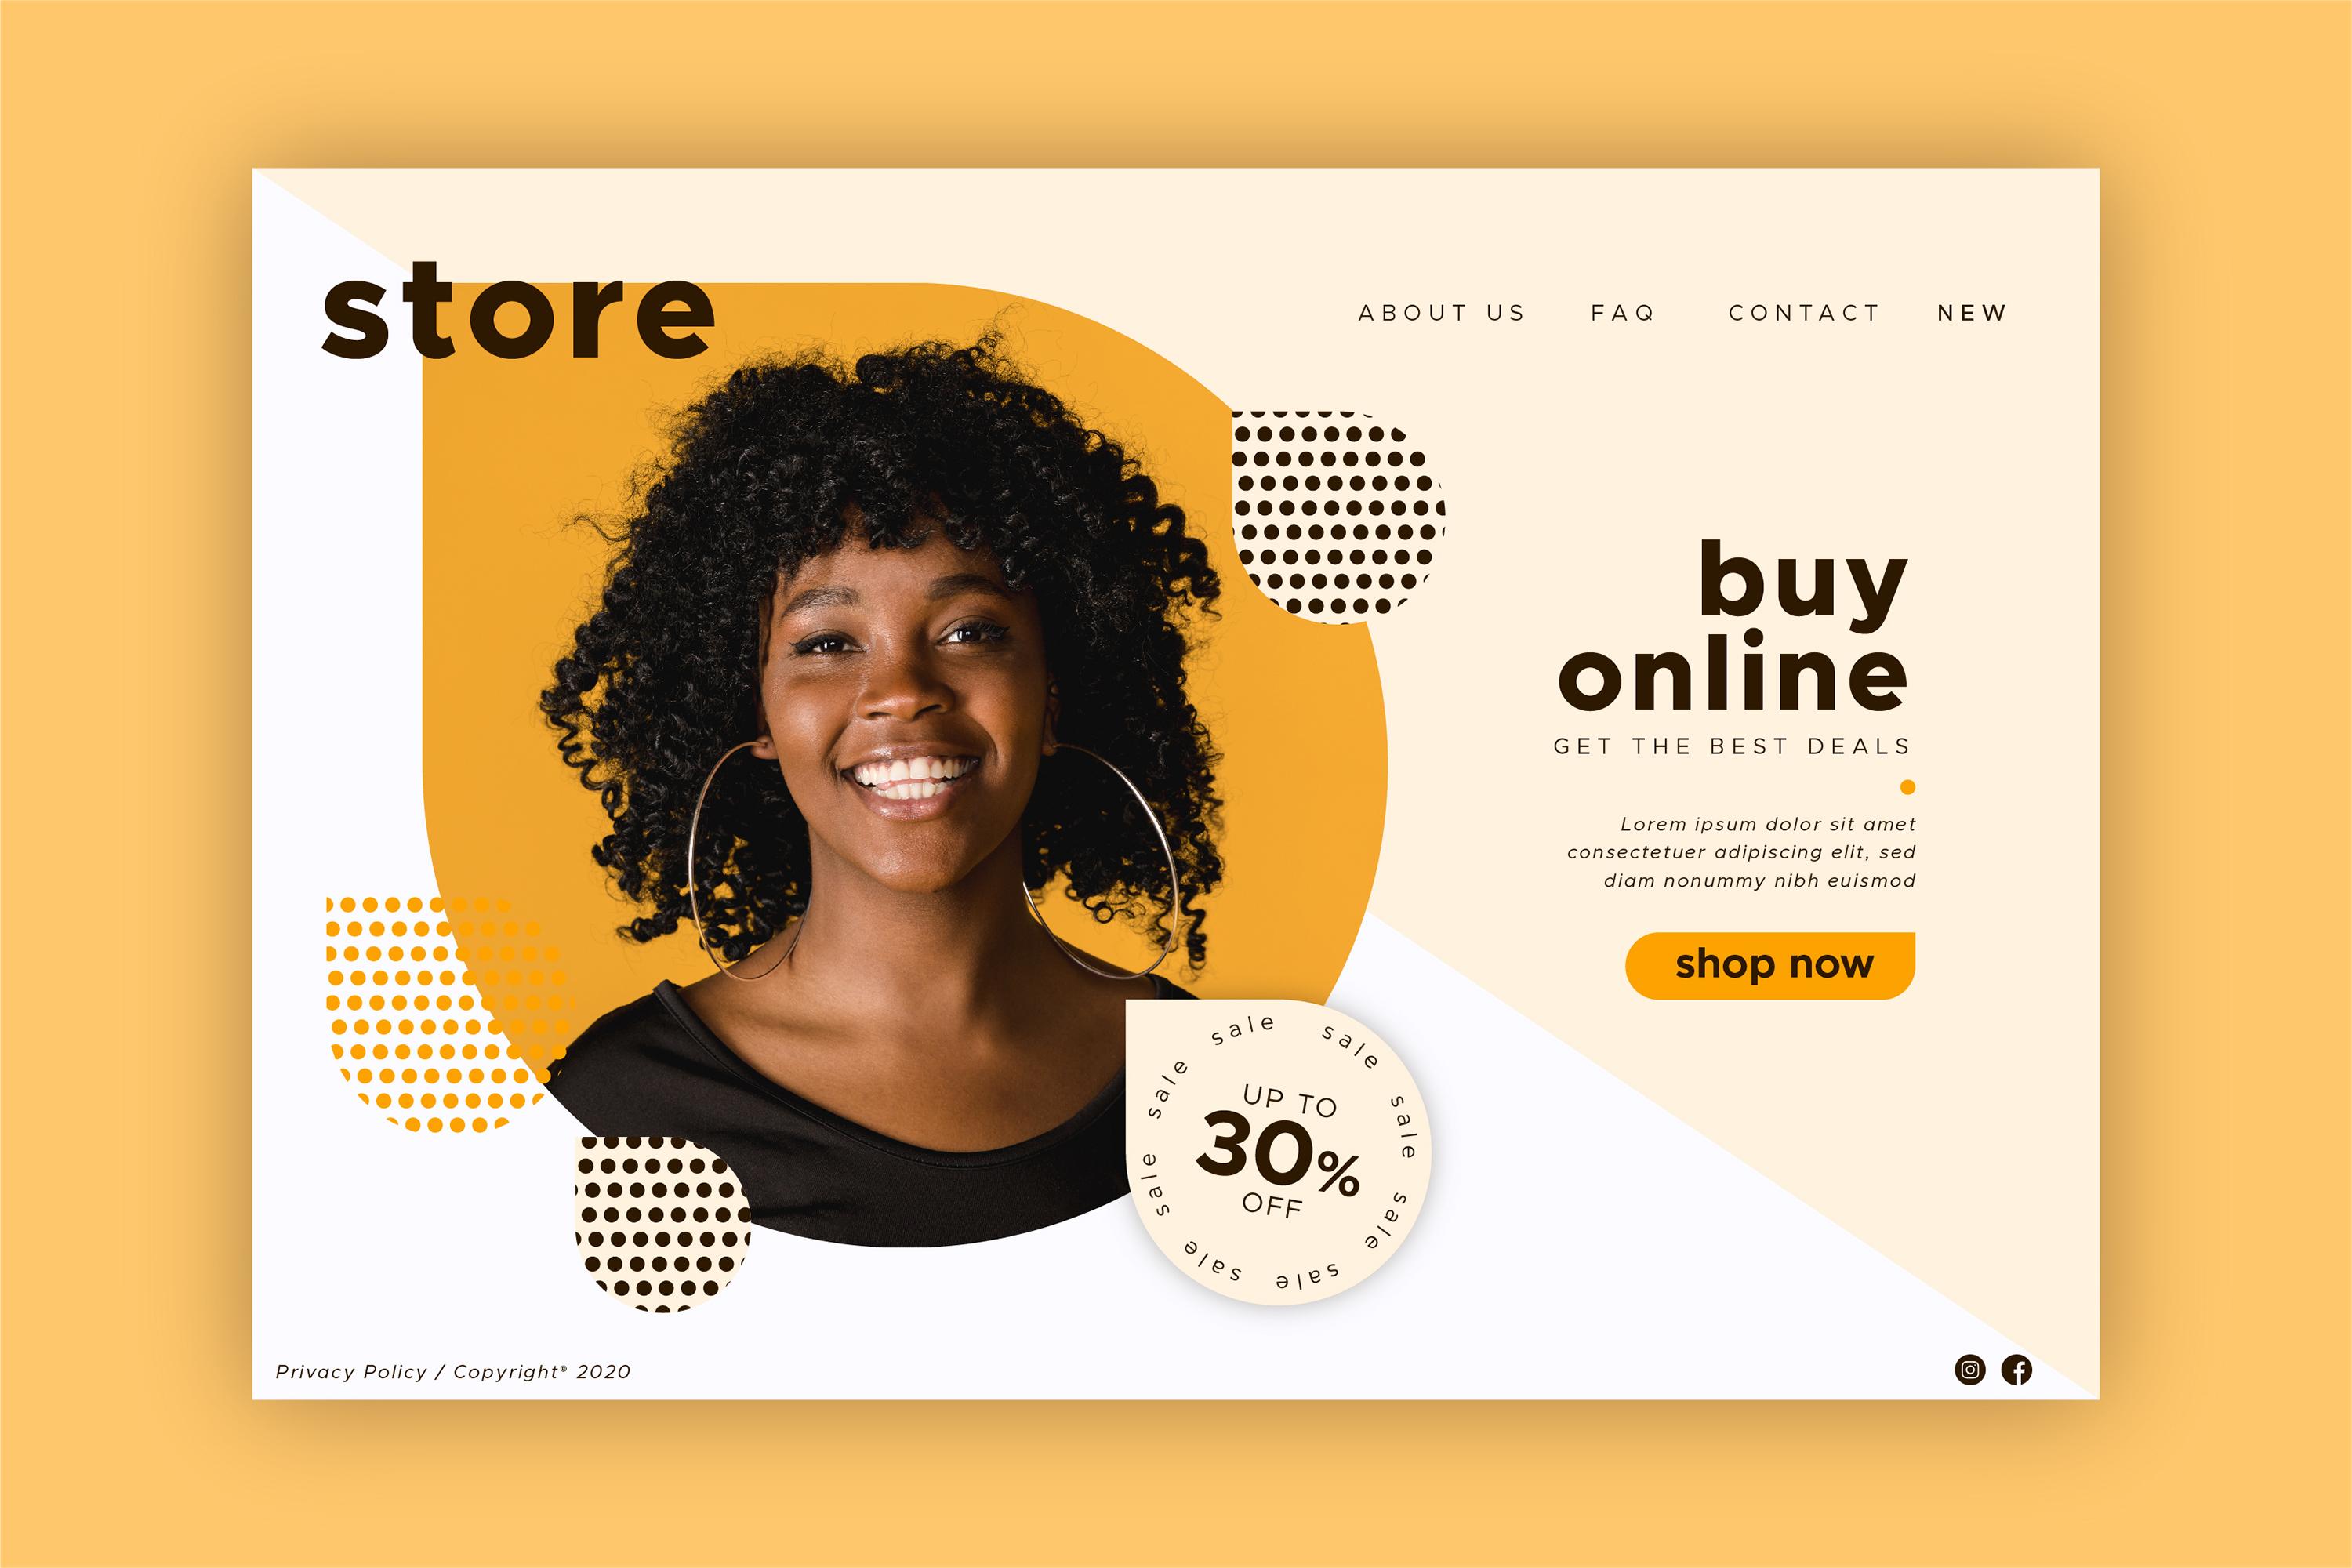 store
ABOUT US FAQ CONTACT NEW
buy
online
GET THE BEST DEALS
Lorem ipsum dolor sit amet
consectetuer adipiscing elit, sed
diam nonummy nibh euismod
shop now
sale sale sale sale sale sale sale sale sale
UP TO
30%
OFF
Privacy Policy / Copyright® 2020